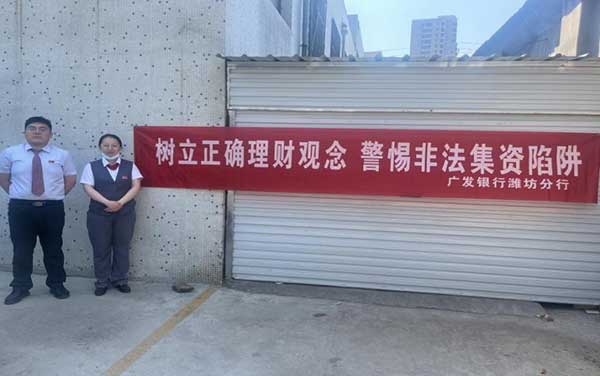 树立正确理财观念 警惕非法集资陷阱
广发银行潍坊分行